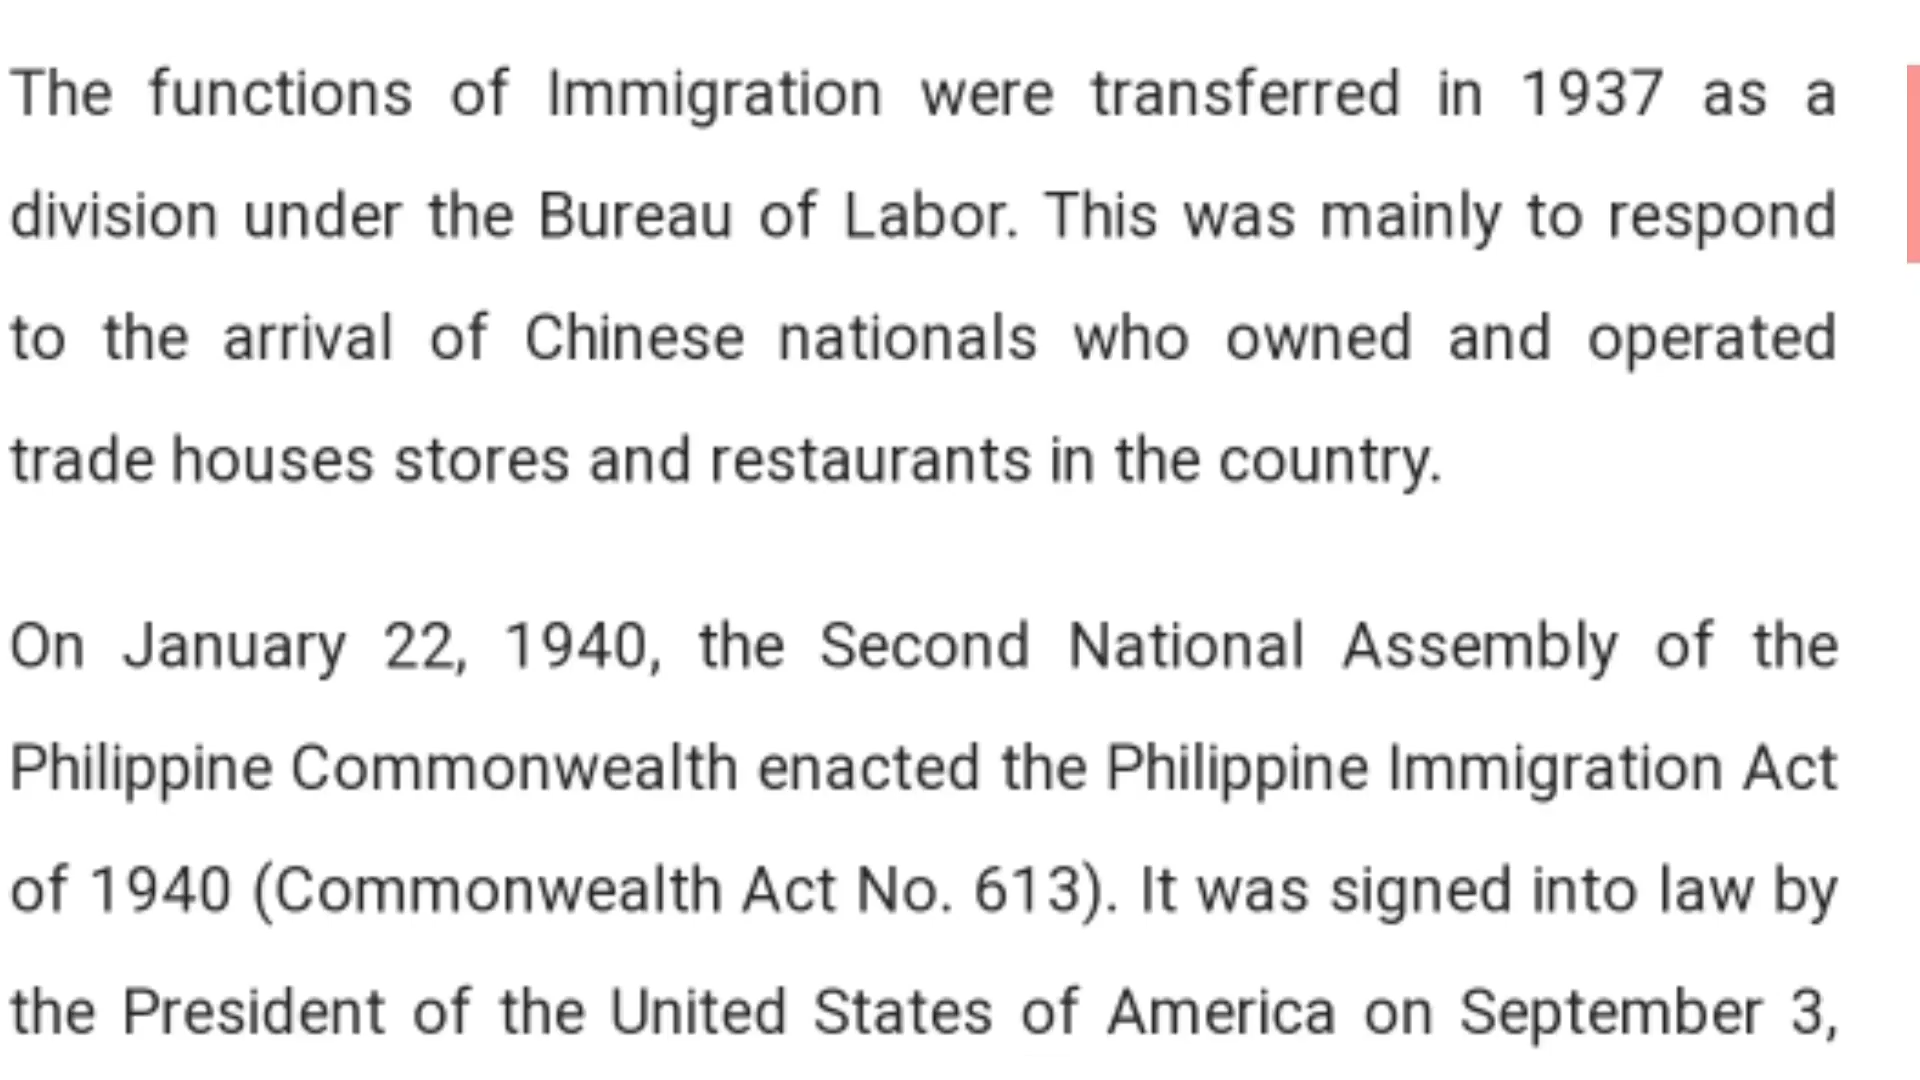 The functions of Immigration were transferred in 1937 as a
division under the Bureau of Labor. This was mainly to respond
to the arrival of Chinese nationals who owned and operated
trade houses stores and restaurants in the country.
On January 22, 1940, the Second National Assembly of the
Philippine Commonwealth enacted the Philippine Immigration Act
of 1940 (Commonwealth Act No. 613). It was signed into law by
the President of the United States of America on September 3,